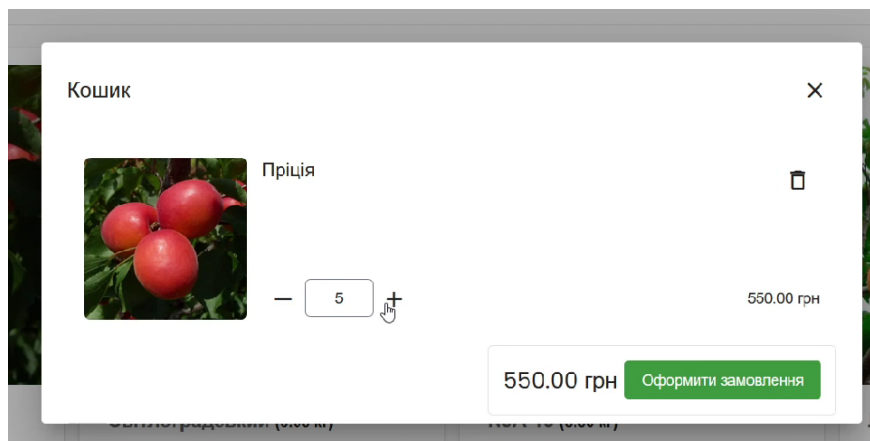 Кошик
Пріція
5
550.00 грн
550.00 грн
Оформити замовлення